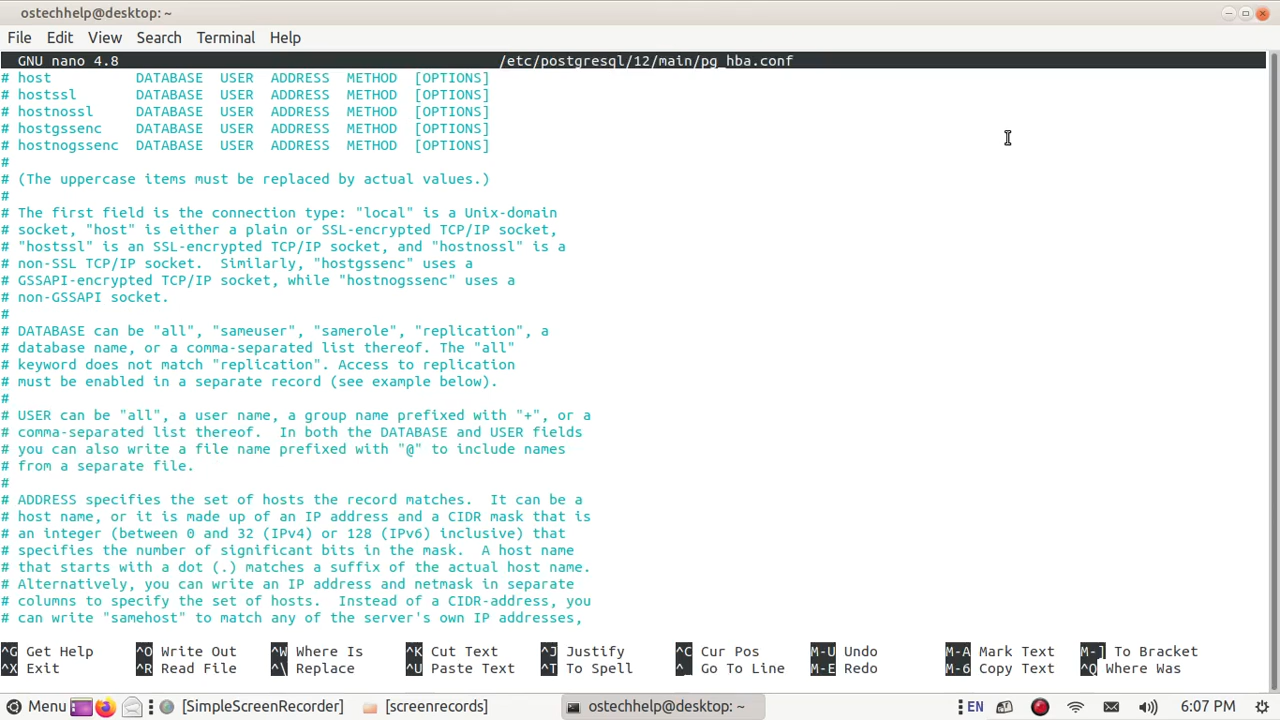 ostechhelp@desktop: ~
File Edit View Search Terminal Help
GNU nano 4.8 /etc/postgresql/12/main/pg_hba.conf
# host DATABASE USER ADDRESS METHOD [OPTIONS]
# hostssl DATABASE USER ADDRESS METHOD [OPTIONS]
# hostnossl DATABASE USER ADDRESS METHOD [OPTIONS]
# hostgssenc DATABASE USER ADDRESS METHOD [OPTIONS]
# hostnogssenc DATABASE USER ADDRESS METHOD [OPTIONS]
#
# (The uppercase items must be replaced by actual values.)
#
# The first field is the connection type: "local" is a Unix-domain
# socket, "host" is either a plain or SSL-encrypted TCP/IP socket,
# "hostssl" is an SSL-encrypted TCP/IP socket, and "hostnossl" is a
# non-SSL TCP/IP socket. Similarly, "hostgssenc" uses a
# GSSAPI-encrypted TCP/IP socket, while "hostnogssenc" uses a
# non-GSSAPI socket.
#
# DATABASE can be "all", "sameuser", "samerole", "replication", a
# database name, or a comma-separated list thereof. The "all"
# keyword does not match "replication". Access to replication
# must be enabled in a separate record (see example below).
#
# USER can be "all", a user name, a group name prefixed with "+", or a
# comma-separated list thereof. In both the DATABASE and USER fields
# you can also write a file name prefixed with "@" to include names
# from a separate file.
#
# ADDRESS specifies the set of hosts the record matches. It can be a
# host name, or it is made up of an IP address and a CIDR mask that is
# an integer (between 0 and 32 (IPv4) or 128 (IPv6) inclusive) that
# specifies the number of significant bits in the mask. A host name
# that starts with a dot (.) matches a suffix of the actual host name.
# Alternatively, you can write an IP address and netmask in separate
# columns to specify the set of hosts. Instead of a CIDR-address, you
# can write "samehost" to match any of the server's own IP addresses,
^G Get Help ^O Write Out ^W Where Is ^K Cut Text ^J Justify ^C Cur Pos M-U Undo M-A Mark Text M-] To Bracket
^X Exit ^R Read File ^\ Replace ^U Paste Text ^T To Spell ^_ Go To Line M-E Redo M-6 Copy Text ^Q Where Was
Menu [SimpleScreenRecorder] [screenrecords] ostechhelp@desktop: ~ EN 6:07 PM